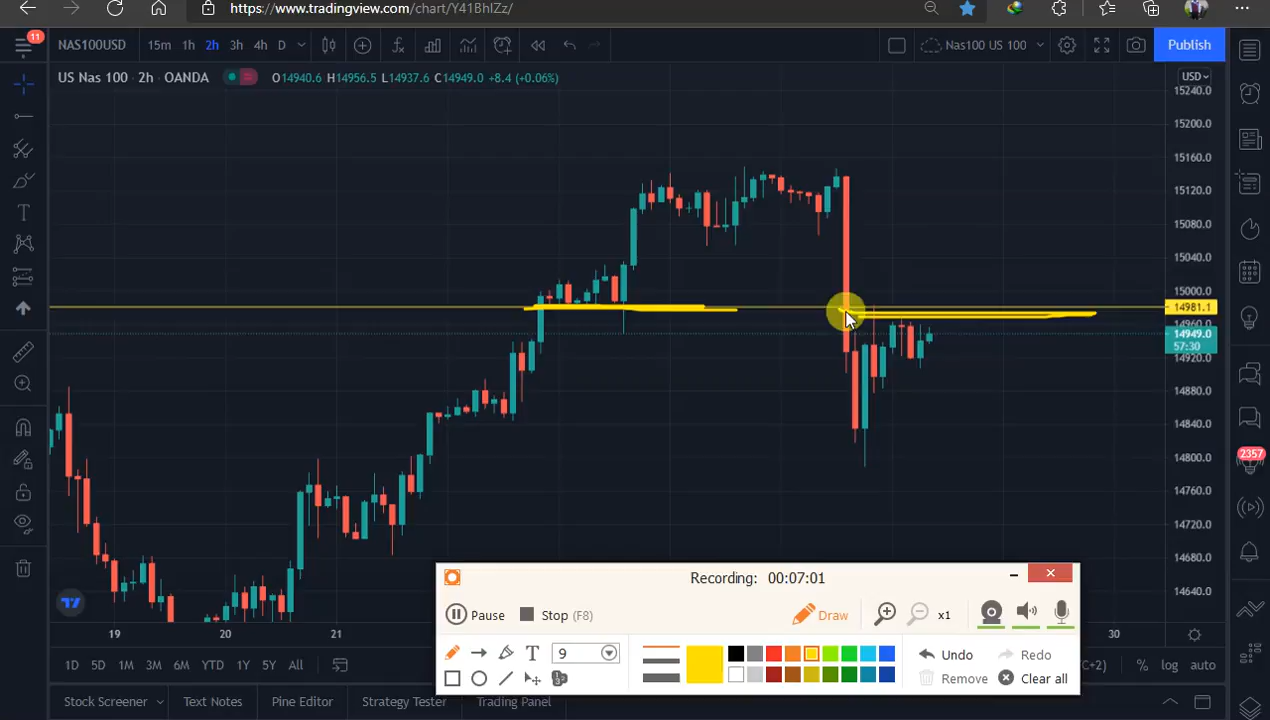 https://www.tradingview.com/chart/Y41BhlZz/
11
NAS100USD 15m 1h 2h 3h 4h D
Nas100 US 100
Publish
US Nas 100 · 2h · OANDA
O14940.6 H14956.5 L14937.6 C14949.0 +8.4 (+0.06%)
USD
15240.0
15200.0
15160.0
15120.0
15080.0
15040.0
15000.0
14981.1
14960.0
14949.0
57:30
14920.0
14880.0
14840.0
14800.0
14760.0
14720.0
14680.0
14640.0
2357
19 20 21 30
1D 5D 1M 3M 6M YTD 1Y 5Y All
C+2) % log auto
Stock Screener Text Notes Pine Editor Strategy Tester Trading Panel
Recording: 00:07:01
Pause Stop (F8) Draw x1
T 9
Undo Redo
Remove Clear all